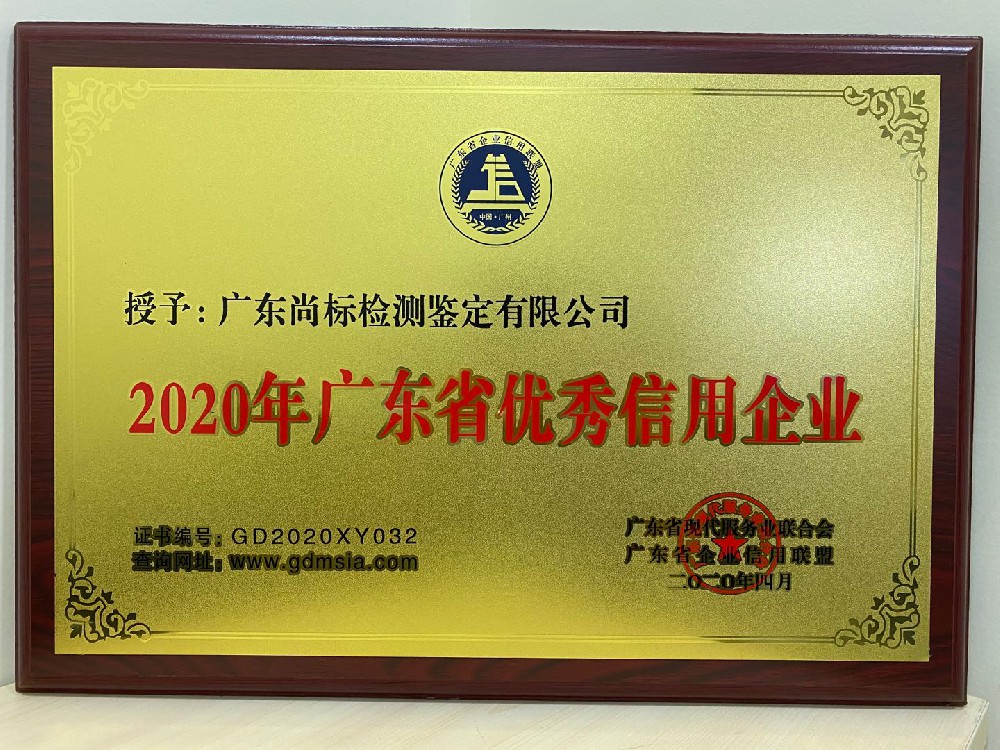 广东省企业信用联盟
中国·广州
授予：广东尚标检测鉴定有限公司
2020年广东省优秀信用企业
证书编号：GD2020XY032
查询网址：www.gdmsia.com
广东省现代服务业联合会
广东省企业信用联盟
二〇二〇年四月